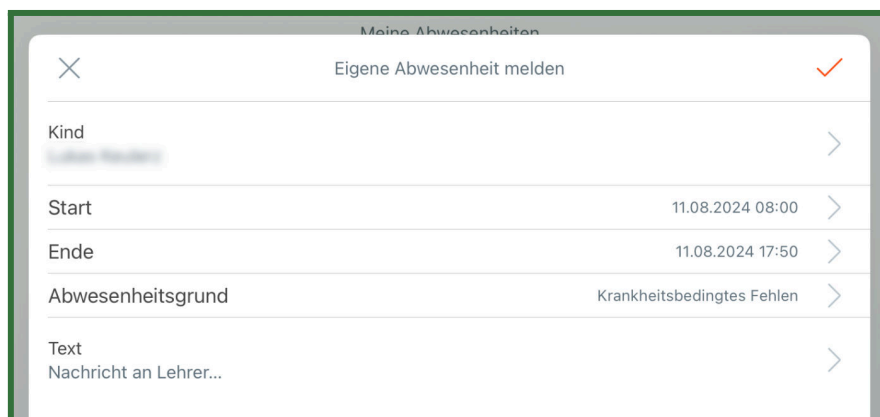 Meine Abwesenheiten
Eigene Abwesenheit melden
Kind
Start 11.08.2024 08:00
Ende 11.08.2024 17:50
Abwesenheitsgrund Krankheitsbedingtes Fehlen
Text
Nachricht an Lehrer...